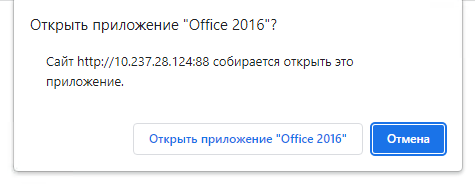 Открыть приложение "Office 2016"?
Сайт http://10.237.28.124:88 собирается открыть это
приложение.
Открыть приложение "Office 2016"
Отмена